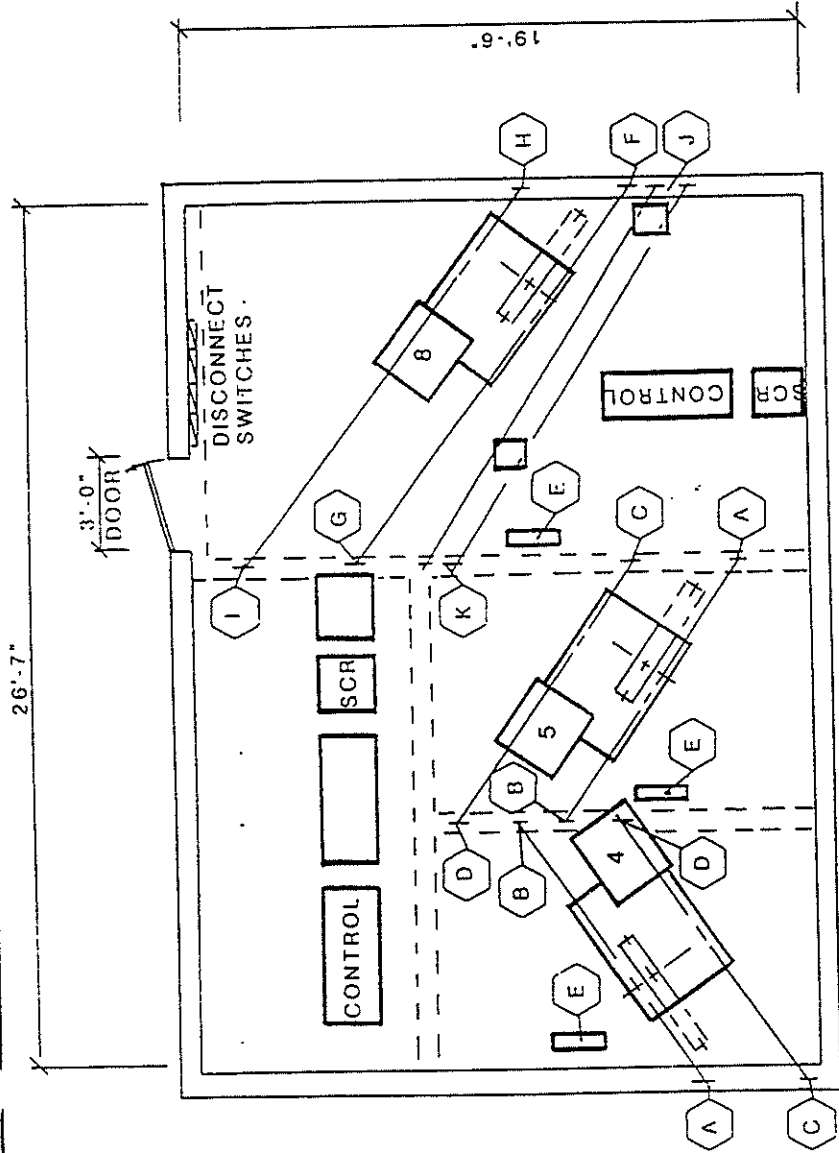 26'-7"
19'-6"
3'-0"
DOOR
DISCONNECT
SWITCHES.
I
G
H
8
F
J
K
E
SCR
CONTROL
CONTROL
SCR
C
A
5
B
D
B
E
4
D
E
A
C